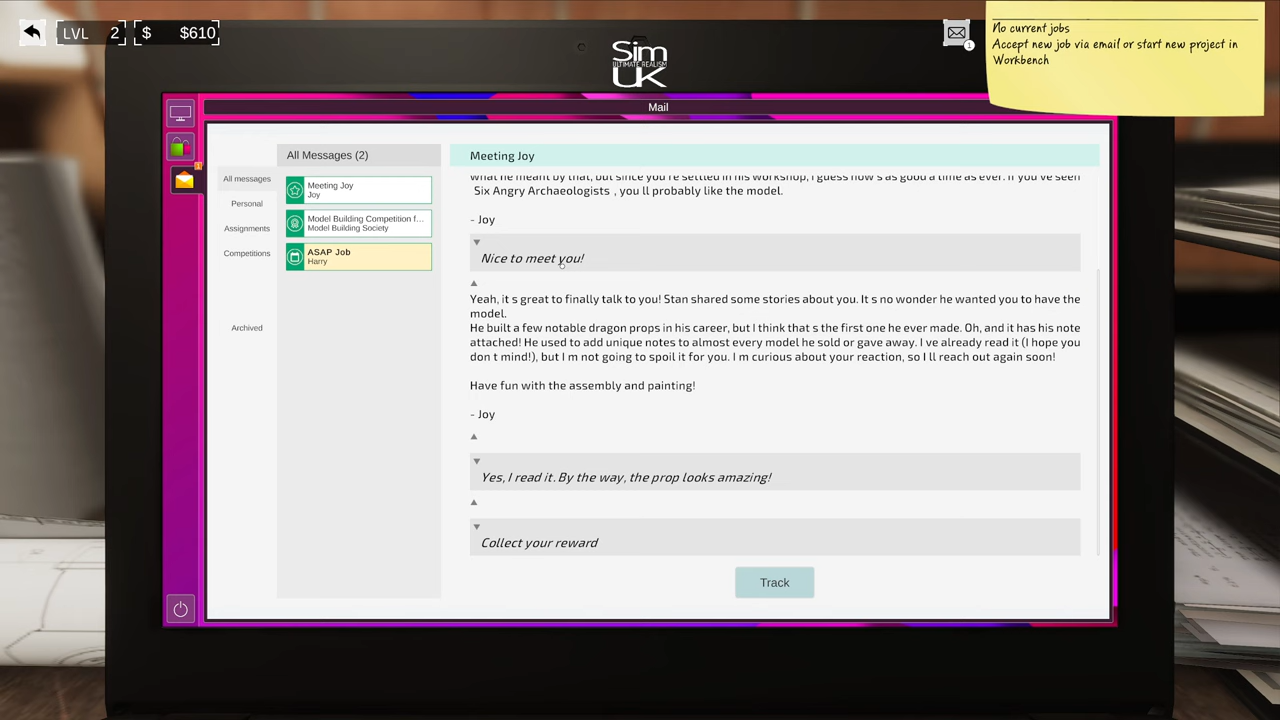 LVL 2
$ $610
1
No current jobs
Accept new job via email or start new project in
Workbench
Sim
ULTIMATE REALISM
UK
Mail
All messages
Personal
Assignments
Competitions
Archived
All Messages (2)
Meeting Joy
Joy
Model Building Competition f...
Model Building Society
ASAP Job
Harry
Meeting Joy
what he meant by that, but since you're settled in his workshop, I guess now s as good a time as ever. If you've seen
Six Angry Archaeologists , you ll probably like the model.
- Joy
Nice to meet you!
Yeah, it s great to finally talk to you! Stan shared some stories about you. It s no wonder he wanted you to have the
model.
He built a few notable dragon props in his career, but I think that s the first one he ever made. Oh, and it has his note
attached! He used to add unique notes to almost every model he sold or gave away. I ve already read it (I hope you
don t mind!), but I m not going to spoil it for you. I m curious about your reaction, so I ll reach out again soon!
Have fun with the assembly and painting!
- Joy
Yes, I read it. By the way, the prop looks amazing!
Collect your reward
Track